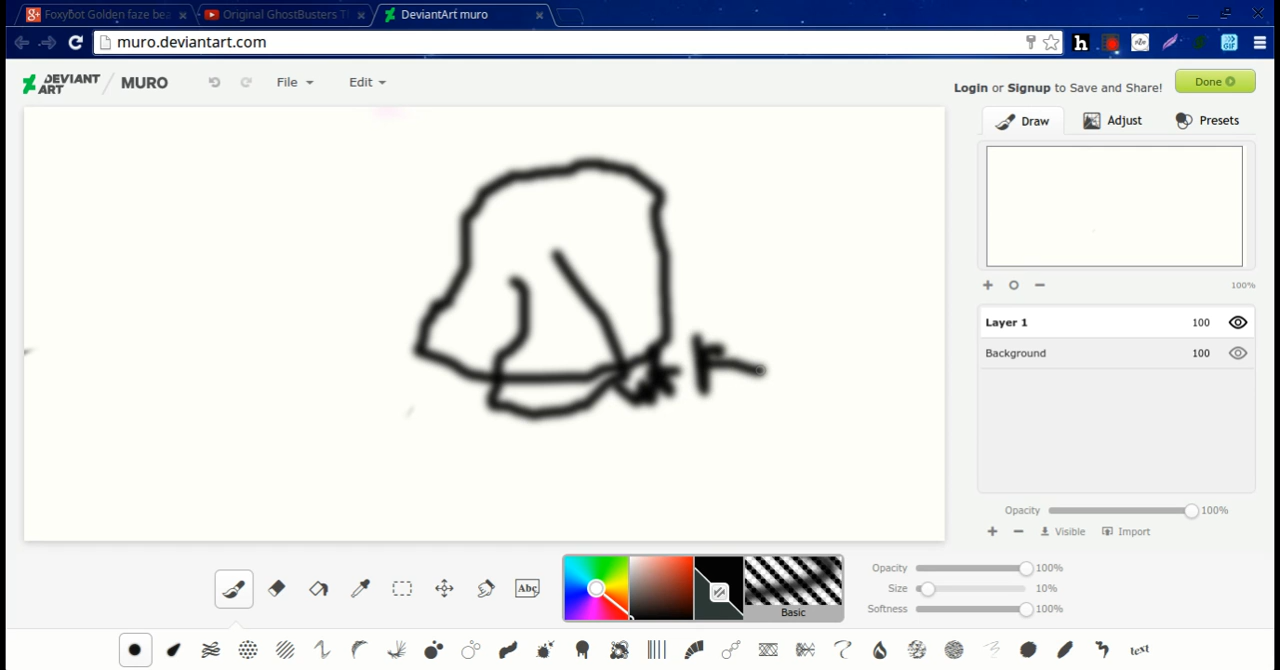 Foxybot Golden faze bea
Original GhostBusters T
DeviantArt muro
muro.deviantart.com
DEVIANT ART / MURO
File
Edit
Login or Signup to Save and Share!
Done
Draw
Adjust
Presets
100%
Layer 1 100
Background 100
Opacity 100%
Visible
Import
Abc
Basic
Opacity 100%
Size 10%
Softness 100%
text